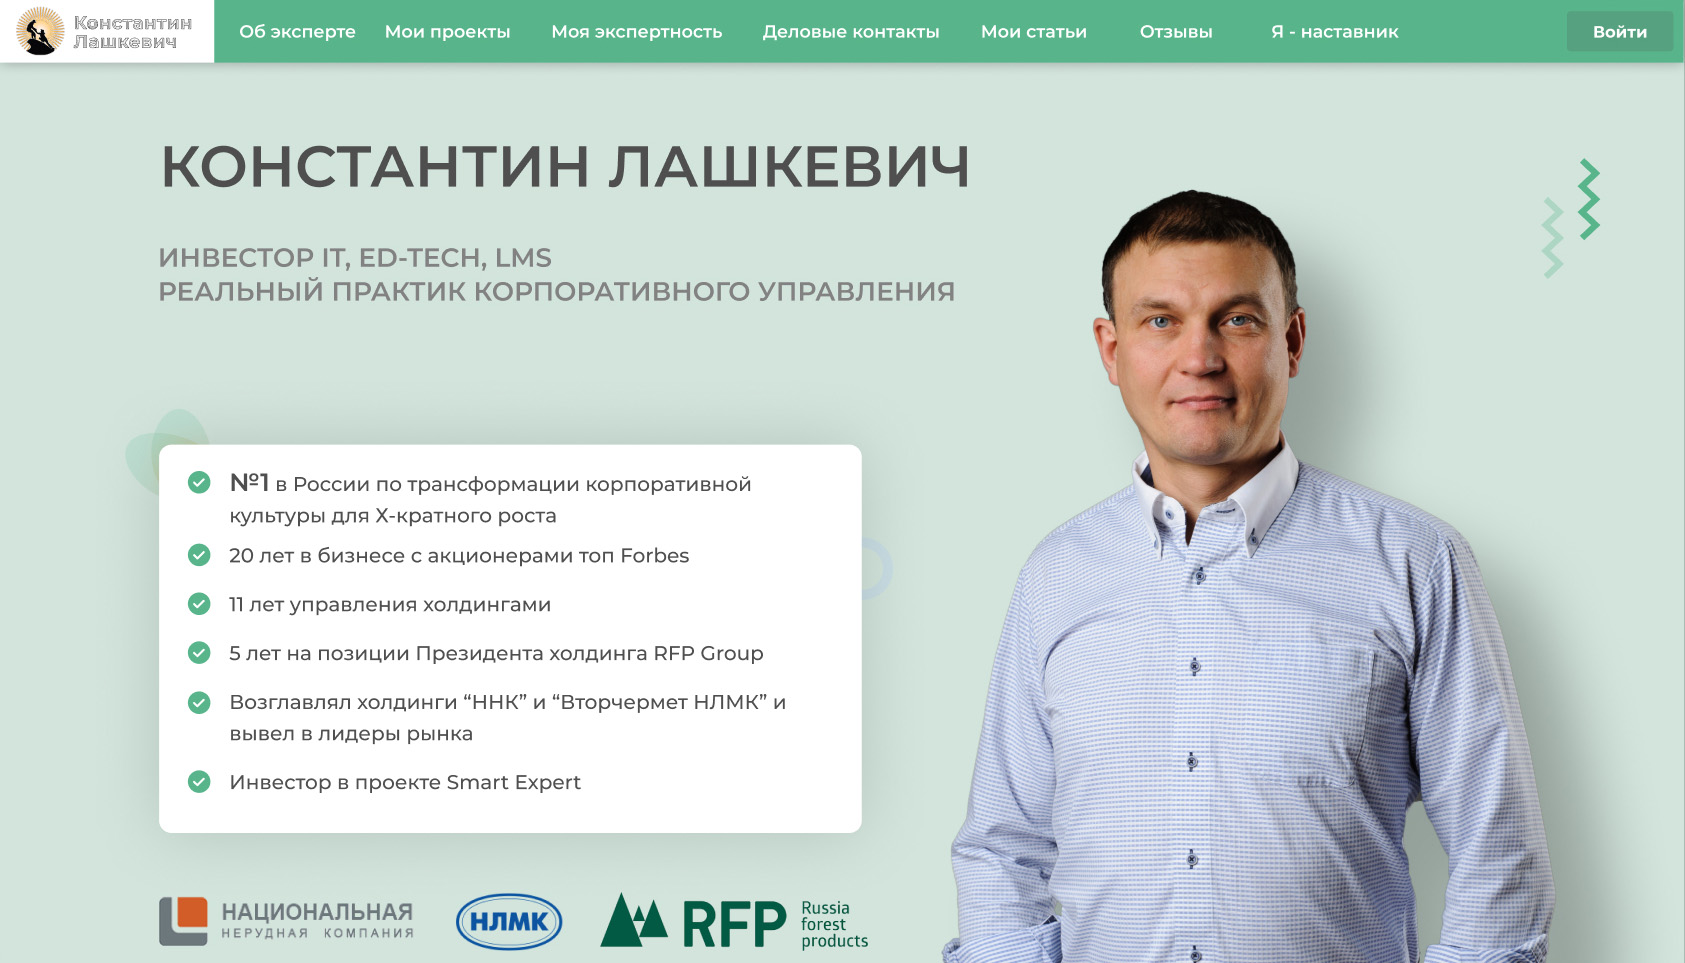 Константин
Лашкевич
Об эксперте Мои проекты Моя экспертность Деловые контакты Мои статьи Отзывы Я - наставник Войти
КОНСТАНТИН ЛАШКЕВИЧ
ИНВЕСТОР IT, ED-TECH, LMS
РЕАЛЬНЫЙ ПРАКТИК КОРПОРАТИВНОГО УПРАВЛЕНИЯ
№1 в России по трансформации корпоративной
культуры для Х-кратного роста
20 лет в бизнесе с акционерами топ Forbes
11 лет управления холдингами
5 лет на позиции Президента холдинга RFP Group
Возглавлял холдинги “ННК” и “Вторчермет НЛМК” и
вывел в лидеры рынка
Инвестор в проекте Smart Expert
НАЦИОНАЛЬНАЯ
НЕРУДНАЯ КОМПАНИЯ
НЛМК
RFP
Russia
forest
products